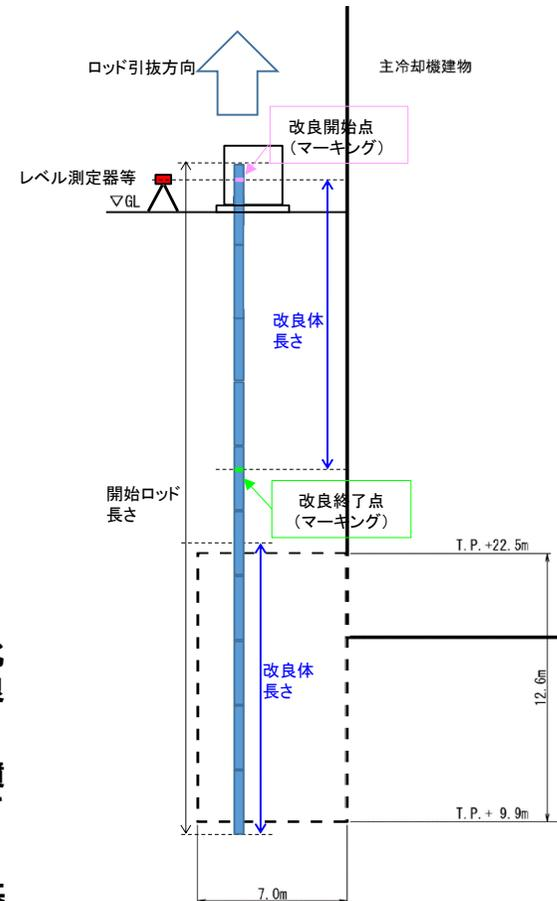 ロッド引抜方向
主冷却機建物
改良開始点
（マーキング）
レベル測定器等
▽GL
改良体
長さ
開始ロッド
長さ
改良終了点
（マーキング）
T.P.+22.5m
改良体
長さ
12.6m
T.P.+ 9.9m
7.0m